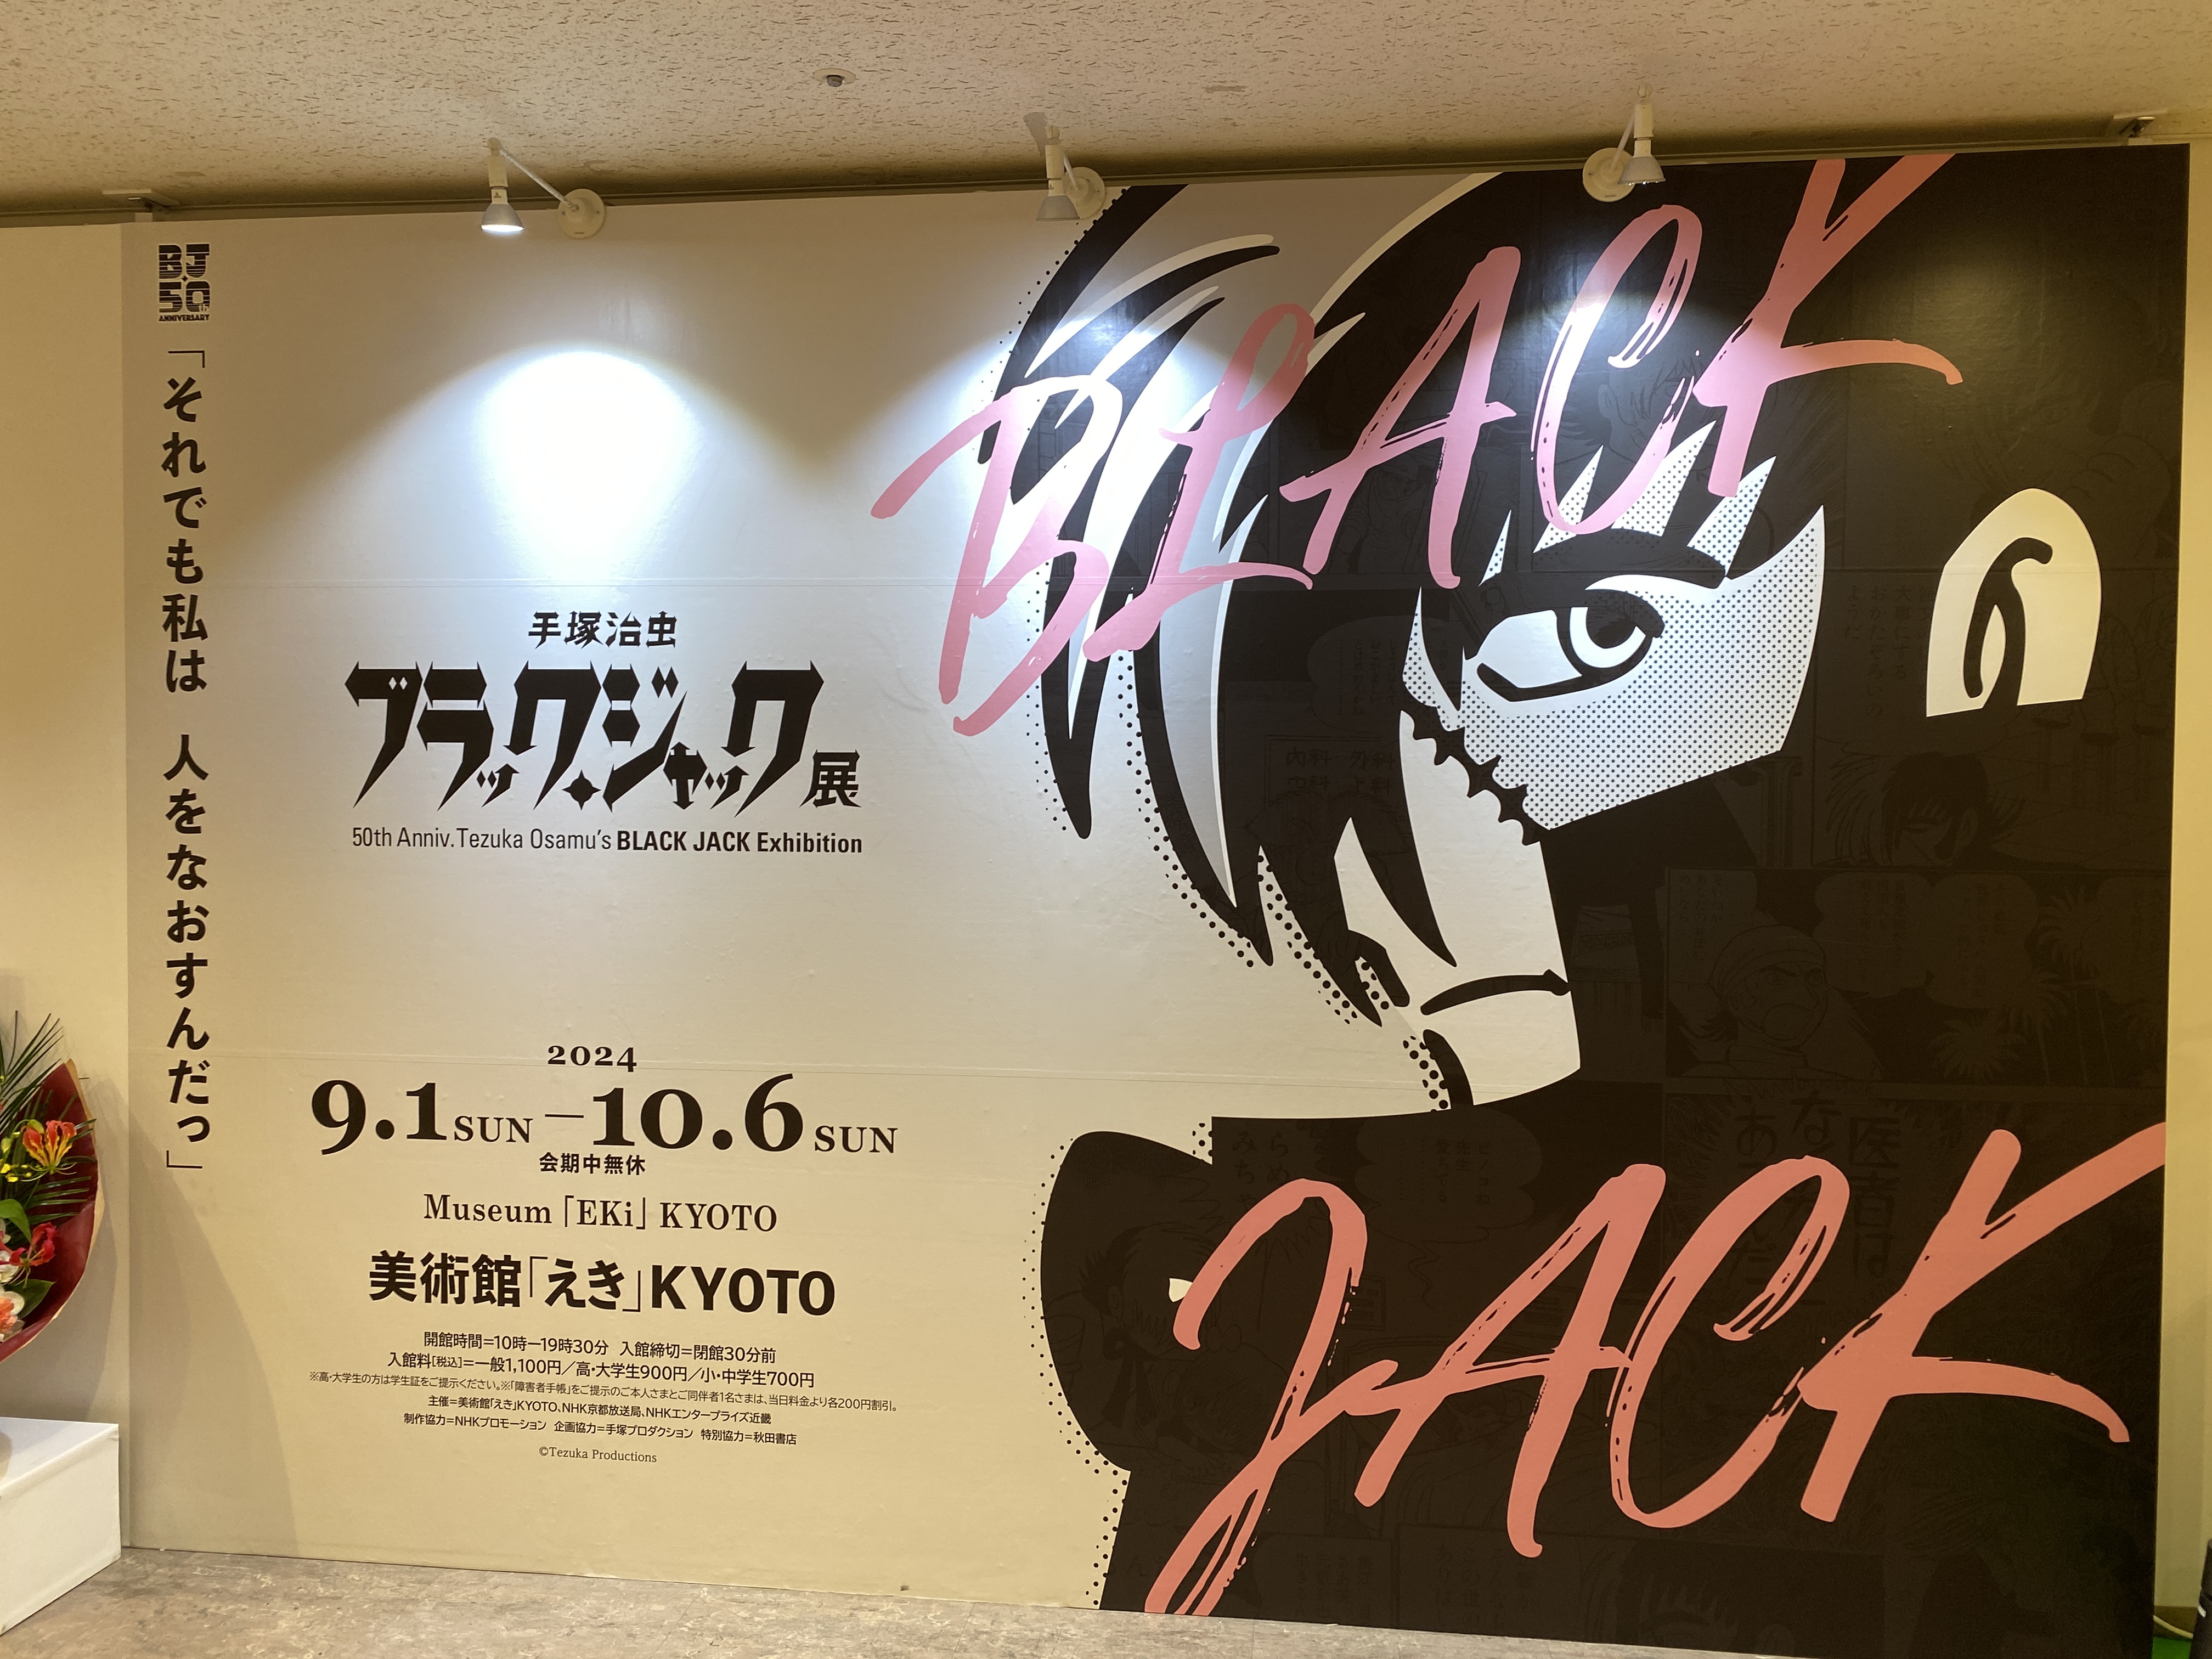 BJ
50th
ANNIVERSARY
「それでも私は 人をなおすんだっ」
手塚治虫
ブラック・ジャック展
50th Anniv. Tezuka Osamu's BLACK JACK Exhibition
2024
9.1 SUN — 10.6 SUN
会期中無休
Museum「EKi」KYOTO
美術館「えき」KYOTO
開館時間=10時—19時30分 入館締切=閉館30分前
入館料[税込]=一般1,100円/高・大学生900円/小・中学生700円
※高・大学生の方は学生証をご提示ください。※「障害者手帳」をご提示のご本人さまとご同伴者1名さまは、当日料金より各200円割引。
主催=美術館「えき」KYOTO、NHK京都放送局、NHKエンタープライズ近畿
制作協力=NHKプロモーション 企画協力=手塚プロダクション 特別協力=秋田書店
©Tezuka Productions
BLACK
JACK
内科 外科